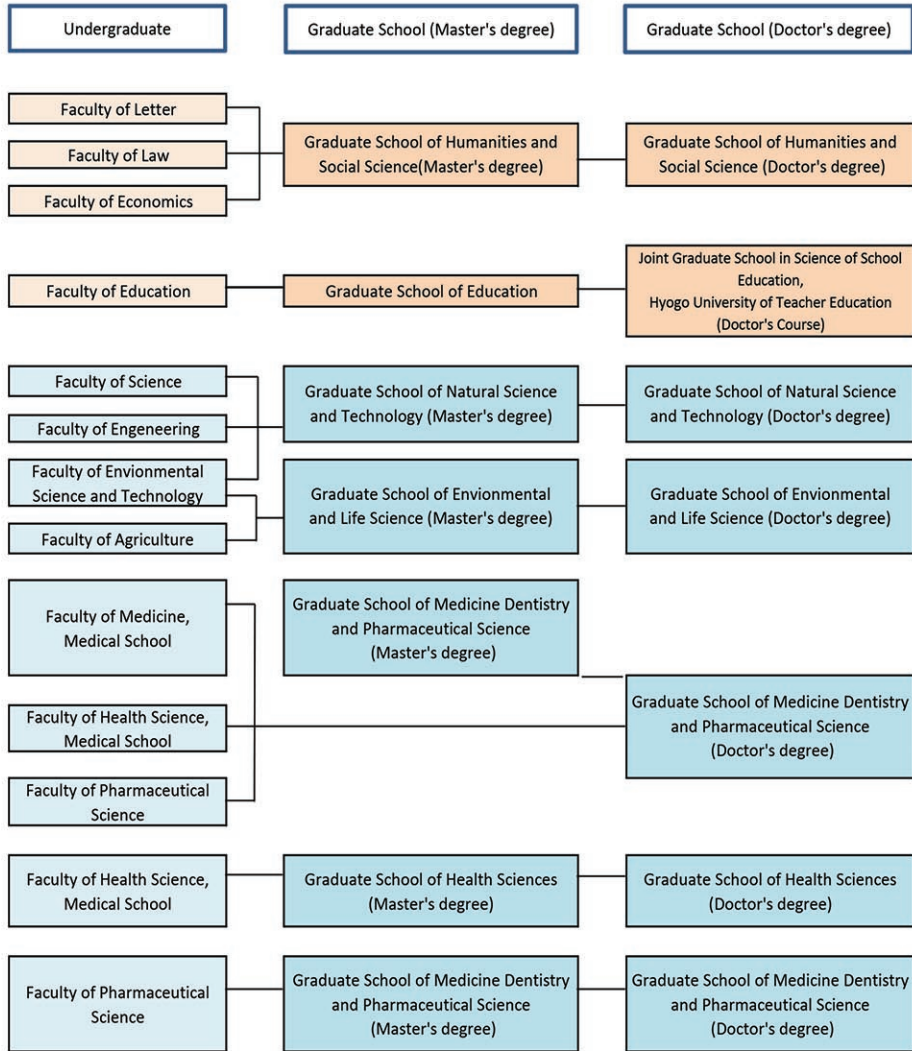 Undergraduate
Graduate School (Master's degree)
Graduate School (Doctor's degree)
Faculty of Letter
Faculty of Law
Faculty of Economics
Graduate School of Humanities and
Social Science(Master's degree)
Graduate School of Humanities and
Social Science (Doctor's degree)
Faculty of Education
Graduate School of Education
Joint Graduate School in Science of School
Education,
Hyogo University of Teacher Education
(Doctor's Course)
Faculty of Science
Faculty of Engeneering
Faculty of Envionmental
Science and Technology
Faculty of Agriculture
Graduate School of Natural Science
and Technology (Master's degree)
Graduate School of Natural Science
and Technology (Doctor's degree)
Graduate School of Envionmental
and Life Science (Master's degree)
Graduate School of Envionmental
and Life Science (Doctor's degree)
Faculty of Medicine,
Medical School
Faculty of Health Science,
Medical School
Faculty of Pharmaceutical
Science
Graduate School of Medicine Dentistry
and Pharmaceutical Science
(Master's degree)
Graduate School of Medicine Dentistry
and Pharmaceutical Science
(Doctor's degree)
Faculty of Health Science,
Medical School
Graduate School of Health Sciences
(Master's degree)
Graduate School of Health Sciences
(Doctor's degree)
Faculty of Pharmaceutical
Science
Graduate School of Medicine Dentistry
and Pharmaceutical Science
(Master's degree)
Graduate School of Medicine Dentistry
and Pharmaceutical Science
(Doctor's degree)